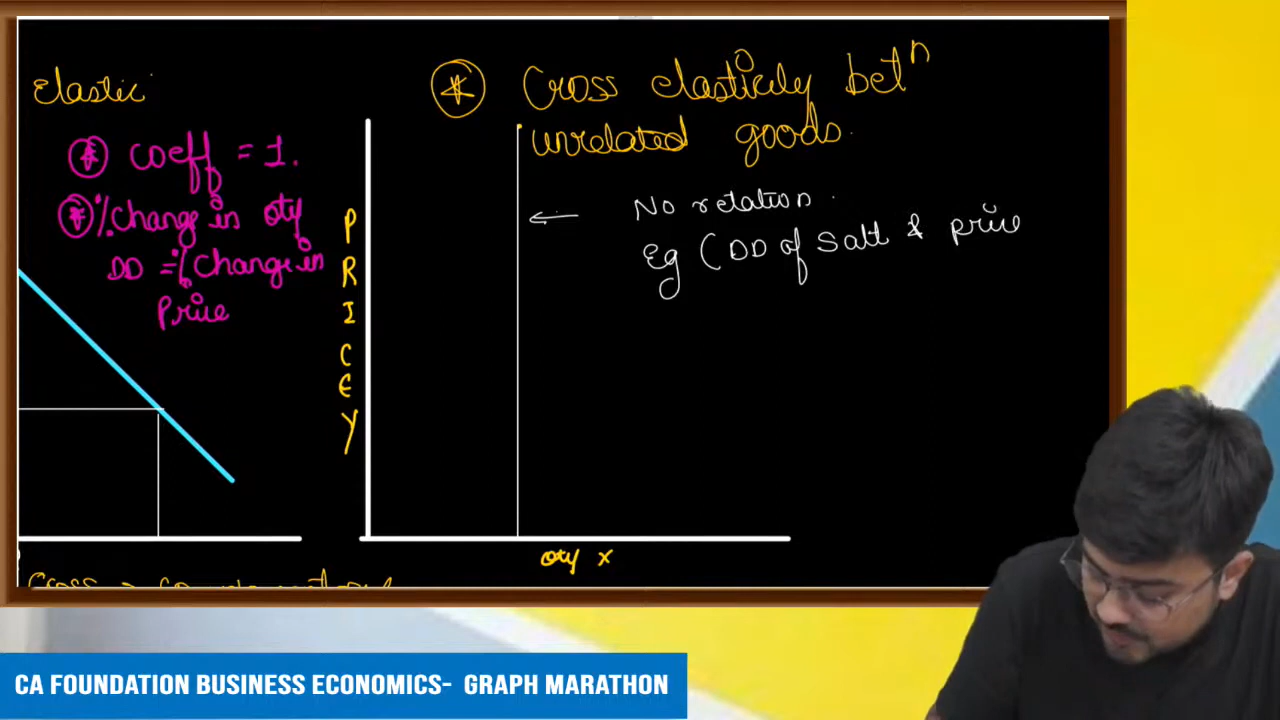 Elastic
* coeff = 1.
* % Change in Qty
DD = % Change in
Price
* Cross elasticity betn
unrelated goods.
← No relation.
Eg (DD of Salt & price
PRICE Y
Qty X
CA FOUNDATION BUSINESS ECONOMICS- GRAPH MARATHON